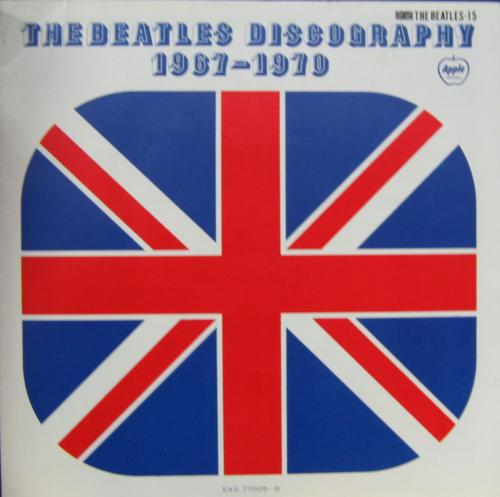 THE BEATLES-15
THE BEATLES DISCOGRAPHY
1967-1970
Apple
EAS-77005~6